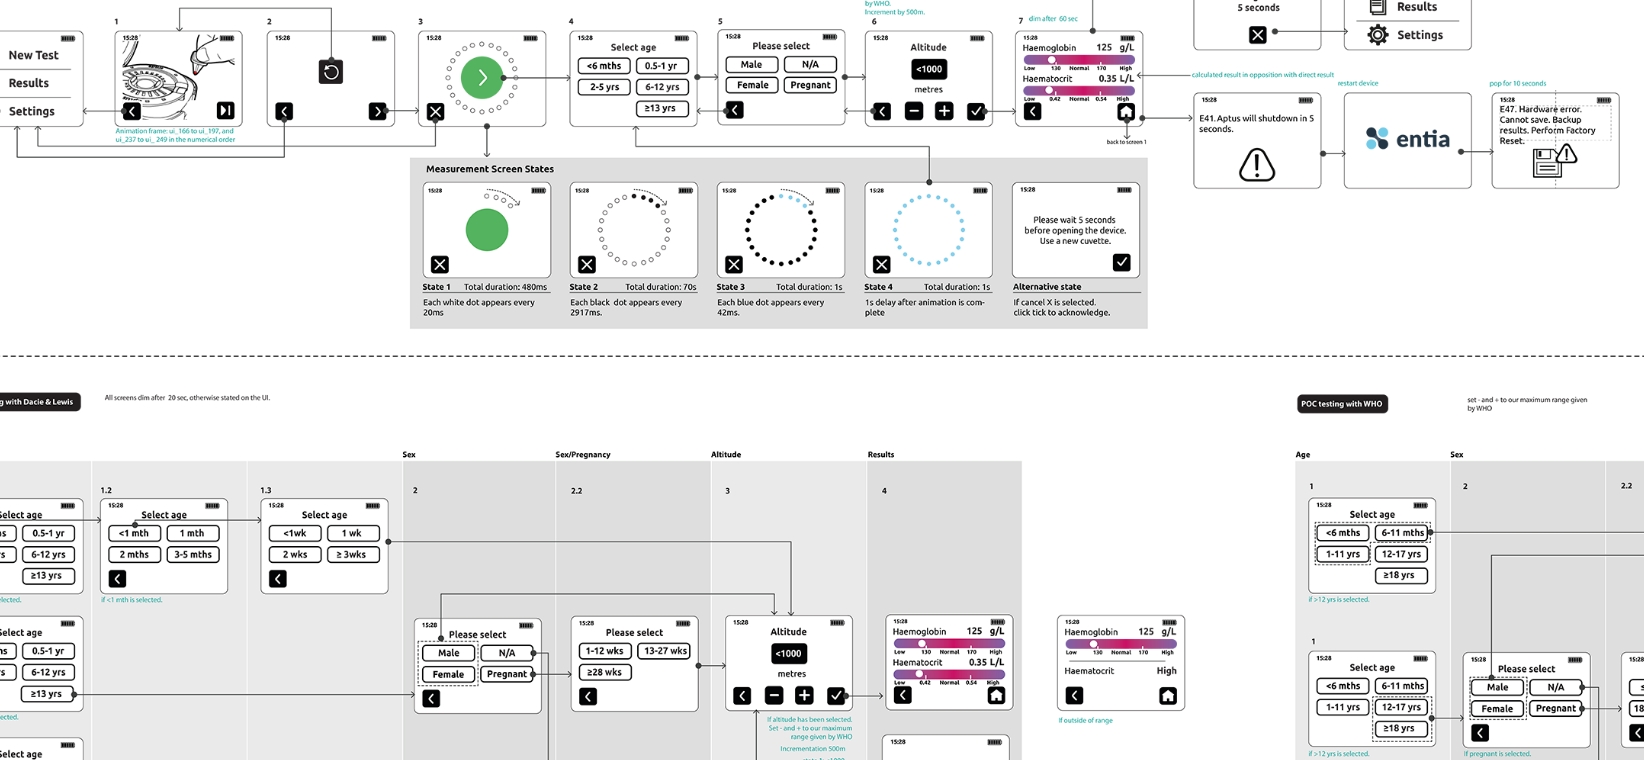 by WHO.
Increment by 500m.
1
2
3
4
5
6
7
dim after 60 sec
5 seconds
Results
Settings
New Test
Results
Settings
15:28
Animation frame: ui_166 to ui_197, and
ui_237 to ui_249 in the numerical order
15:28
15:28
15:28
Select age
<6 mths
0.5-1 yr
2-5 yrs
6-12 yrs
≥13 yrs
15:28
Please select
Male
N/A
Female
Pregnant
15:28
Altitude
<1000
metres
15:28
Haemoglobin 125 g/L
Low 130 Normal 170 High
Haematocrit 0.35 L/L
Low 0.42 Normal 0.54 High
back to screen 1
calculated result in opposition with direct result
15:28
E41. Aptus will shutdown in 5
seconds.
restart device
entia
pop for 10 seconds
15:28
E47. Hardware error.
Cannot save. Backup
results. Perform Factory
Reset.
Measurement Screen States
15:28
State 1 Total duration: 480ms
Each white dot appears every
20ms
15:28
State 2 Total duration: 70s
Each black dot appears every
2917ms.
15:28
State 3 Total duration: 1s
Each blue dot appears every
42ms.
15:28
State 4 Total duration: 1s
1s delay after animation is com-
plete
15:28
Please wait 5 seconds
before opening the device.
Use a new cuvette.
Alternative state
If cancel X is selected.
click tick to acknowledge.
g with Dacie & Lewis
All screens dim after 20 sec, otherwise stated on the UI.
POC testing with WHO
set - and + to our maximum range given
by WHO
Sex
Sex/Pregnancy
Altitude
Results
Age
Sex
elect age
0.5-1 yr
6-12 yrs
≥13 yrs
elected.
1.2
15:28
Select age
<1 mth
1 mth
2 mths
3-5 mths
if <1 mth is selected.
1.3
15:28
Select age
<1wk
1 wk
2 wks
≥ 3wks
elect age
0.5-1 yr
6-12 yrs
≥13 yrs
ected.
elect age
2
15:28
Please select
Male
N/A
Female
Pregnant
2.2
15:28
Please select
1-12 wks
13-27 wks
≥28 wks
3
15:28
Altitude
<1000
metres
If altitude has been selected.
Set - and + to our maximum
range given by WHO
Incrementation 500m
4
15:28
Haemoglobin 125 g/L
Low 130 Normal 170 High
Haematocrit 0.35 L/L
Low 0.42 Normal 0.54 High
15:28
15:28
Haemoglobin 125 g/L
Low 130 Normal 170 High
Haematocrit High
If outside of range
1
15:28
Select age
<6 mths
6-11 mths
1-11 yrs
12-17 yrs
≥18 yrs
if >12 yrs is selected.
1
15:28
Select age
<6 mths
6-11 mths
1-11 yrs
12-17 yrs
≥18 yrs
if >12 yrs is selected.
2
15:28
Please select
Male
N/A
Female
Pregnant
If pregnant is selected.
2.2
18